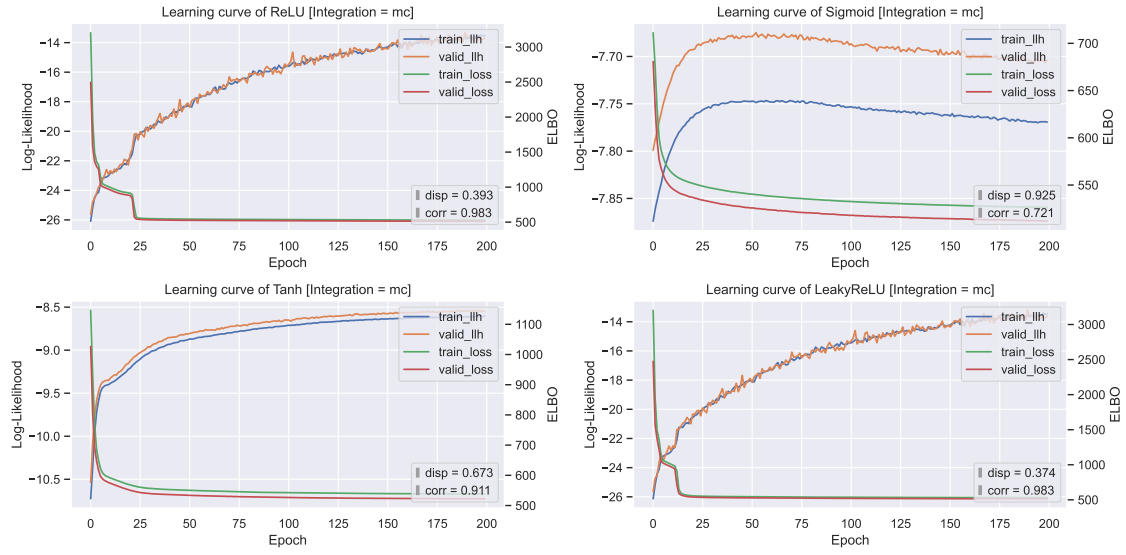 Learning curve of ReLU [Integration = mc]
−14
−16
−18
−20
−22
−24
−26
Log-Likelihood
train_llh
valid_llh
train_loss
valid_loss
3000
2500
2000
1500
1000
500
ELBO
disp = 0.393
corr = 0.983
0 25 50 75 100 125 150 175 200
Epoch
Learning curve of Sigmoid [Integration = mc]
−7.70
−7.75
−7.80
−7.85
Log-Likelihood
train_llh
valid_llh
train_loss
valid_loss
700
650
600
550
ELBO
disp = 0.925
corr = 0.721
0 25 50 75 100 125 150 175 200
Epoch
Learning curve of Tanh [Integration = mc]
−8.5
−9.0
−9.5
−10.0
−10.5
Log-Likelihood
train_llh
valid_llh
train_loss
valid_loss
1100
1000
900
800
700
600
500
ELBO
disp = 0.673
corr = 0.911
0 25 50 75 100 125 150 175 200
Epoch
Learning curve of LeakyReLU [Integration = mc]
−14
−16
−18
−20
−22
−24
−26
Log-Likelihood
train_llh
valid_llh
train_loss
valid_loss
3000
2500
2000
1500
1000
500
ELBO
disp = 0.374
corr = 0.983
0 25 50 75 100 125 150 175 200
Epoch